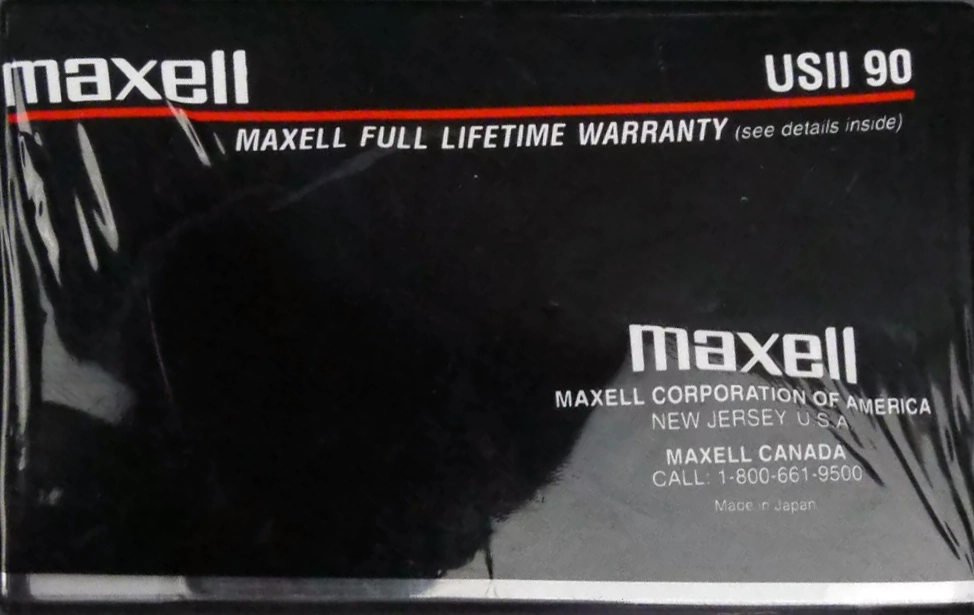 maxell
USII 90
MAXELL FULL LIFETIME WARRANTY (see details inside)
maxell
MAXELL CORPORATION OF AMERICA
NEW JERSEY U.S.A.
MAXELL CANADA
CALL: 1-800-661-9500
Made in Japan